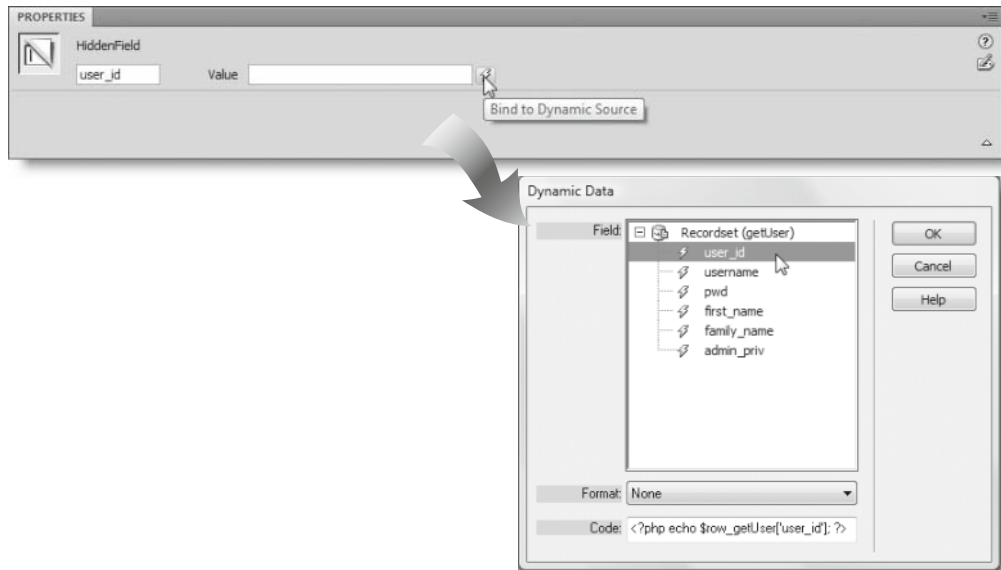 PROPERTIES
HiddenField
user_id
Value
Bind to Dynamic Source
Dynamic Data
Field:
Recordset (getUser)
user_id
username
pwd
first_name
family_name
admin_priv
OK
Cancel
Help
Format: None
Code: <?php echo $row_getUser['user_id']; ?>